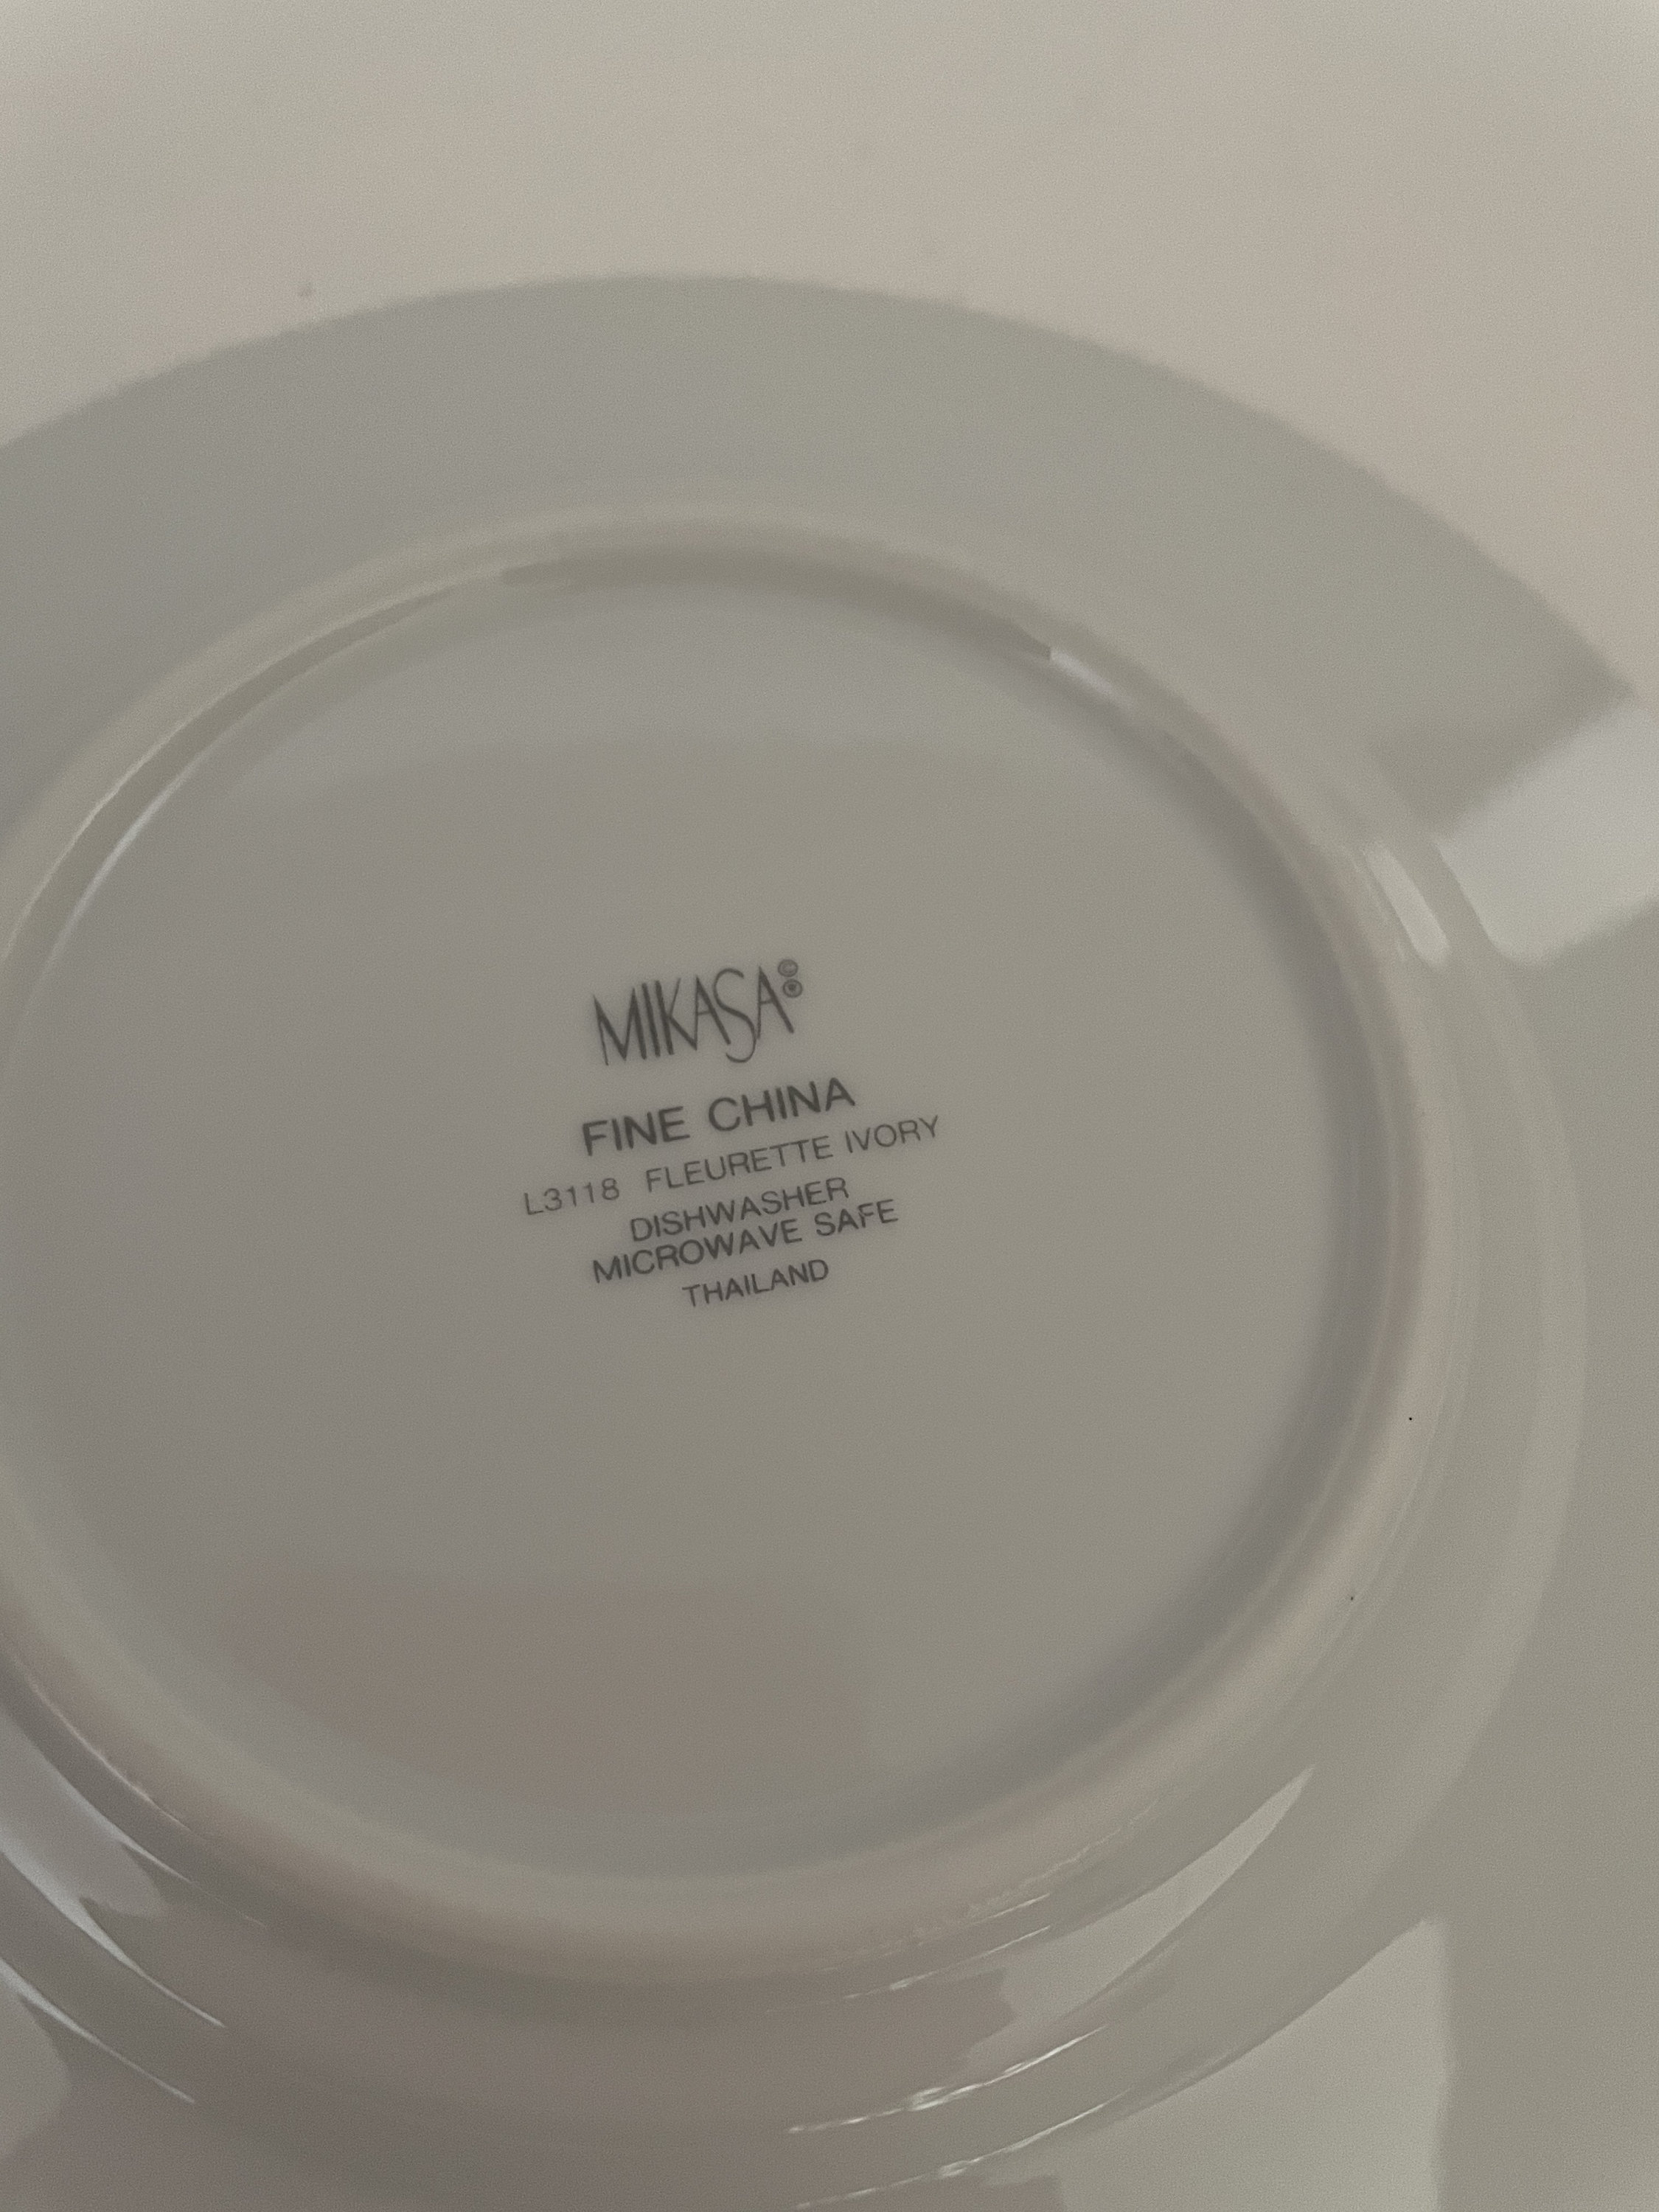 MIKASA©®
FINE CHINA
L3118 FLEURETTE IVORY
DISHWASHER
MICROWAVE SAFE
THAILAND